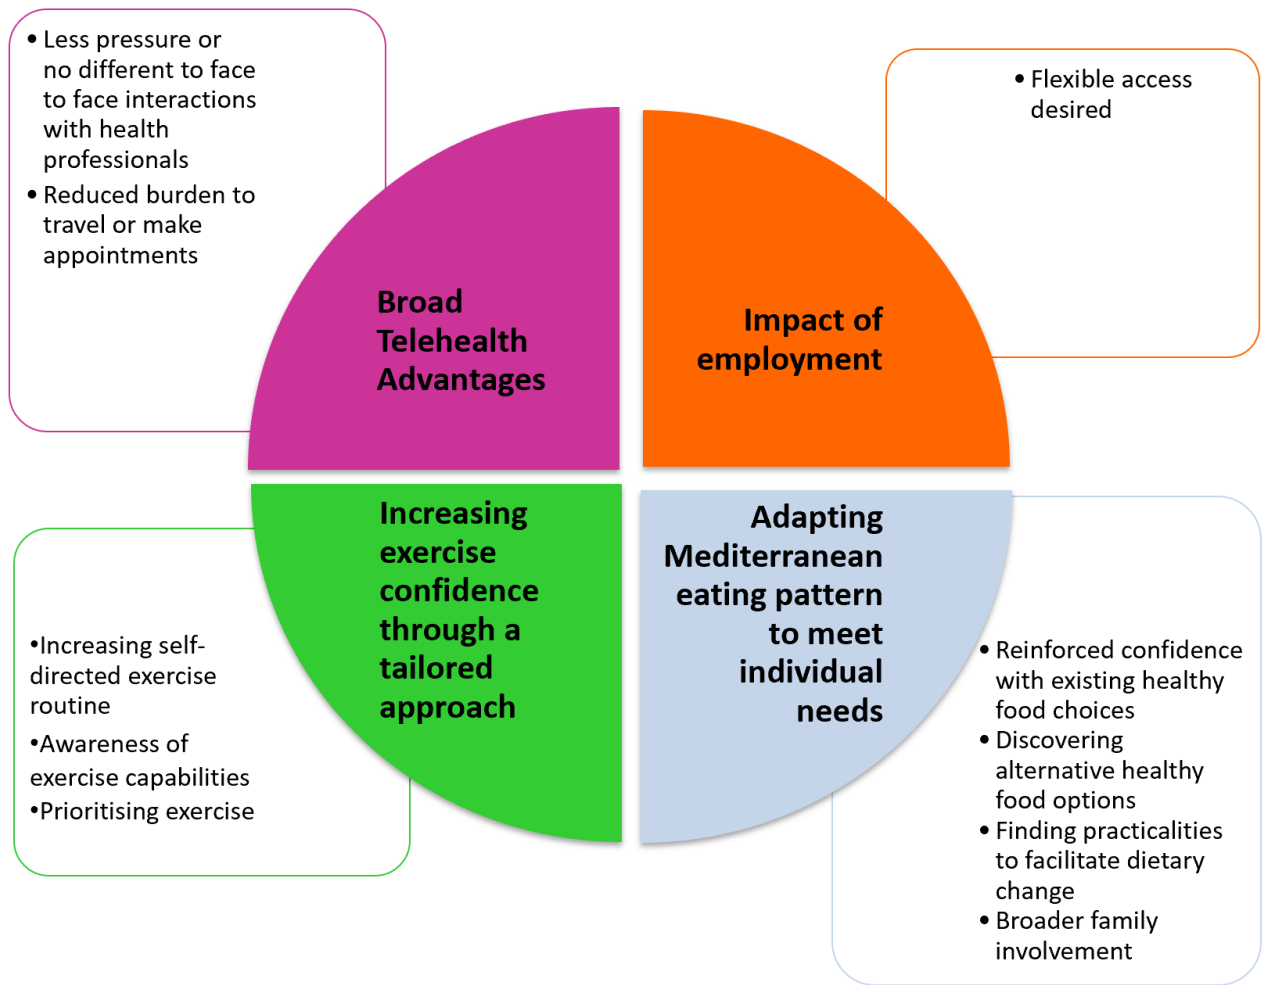 • Less pressure or
no different to face
to face interactions
with health
professionals
• Reduced burden to
travel or make
appointments
• Flexible access
desired
Broad
Telehealth
Advantages
Impact of
employment
Increasing
exercise
confidence
through a
tailored
approach
Adapting
Mediterranean
eating pattern
to meet
individual
needs
•Increasing self-
directed exercise
routine
•Awareness of
exercise capabilities
•Prioritising exercise
• Reinforced confidence
with existing healthy
food choices
• Discovering
alternative healthy
food options
• Finding practicalities
to facilitate dietary
change
• Broader family
involvement